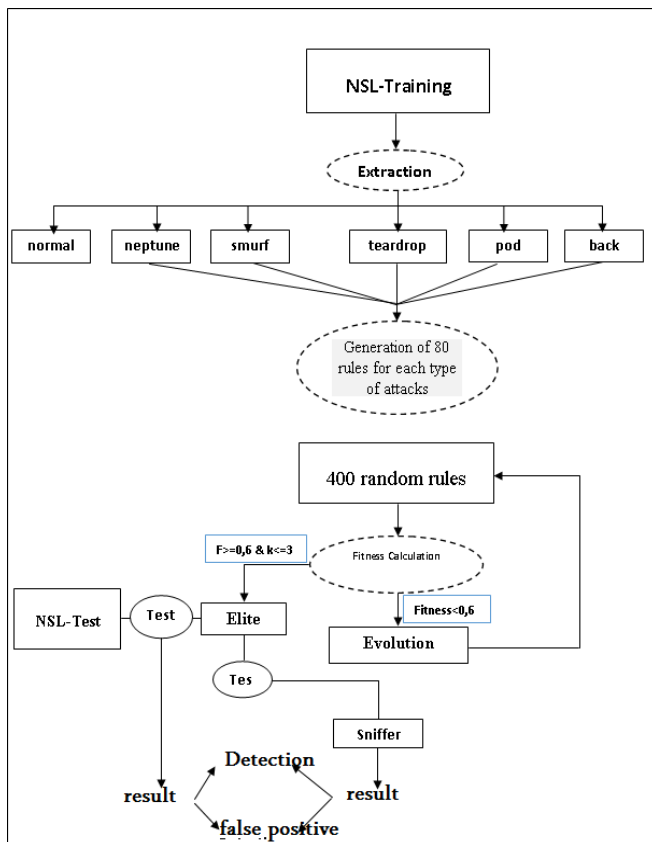 NSL-Training
Extraction
normal
neptune
smurf
teardrop
pod
back
Generation of 80
rules for each type
of attacks
400 random rules
F>=0,6 & k<=3
Fitness Calculation
Fitness<0,6
NSL-Test
Test
Elite
Evolution
Tes
Sniffer
Detection
result
result
false positive